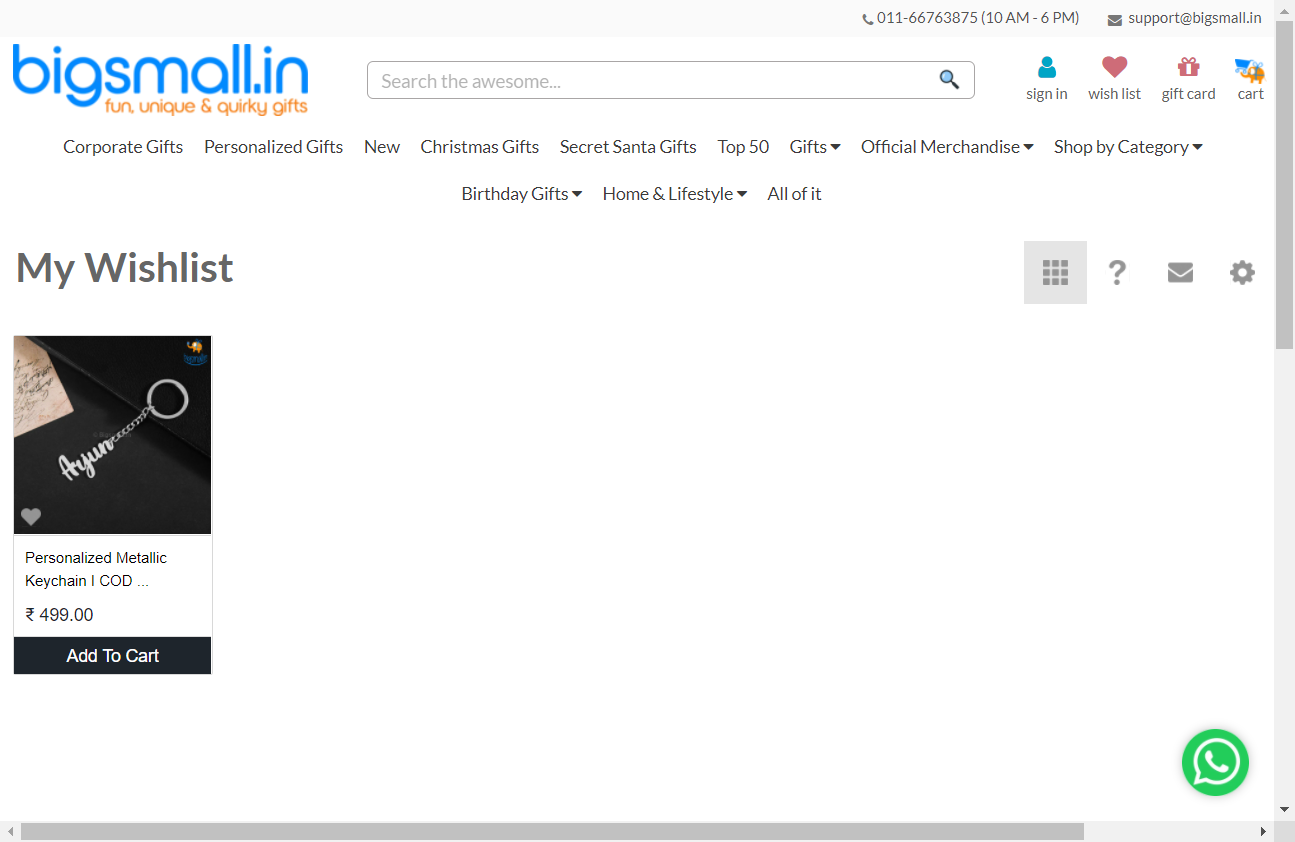 011-66763875 (10 AM - 6 PM) support@bigsmall.in
bigsmall.in
fun, unique & quirky gifts
Search the awesome...
sign in wish list gift card cart
Corporate Gifts Personalized Gifts New Christmas Gifts Secret Santa Gifts Top 50 Gifts Official Merchandise Shop by Category
Birthday Gifts Home & Lifestyle All of it
My Wishlist
?
Personalized Metallic
Keychain I COD ...
₹ 499.00
Add To Cart